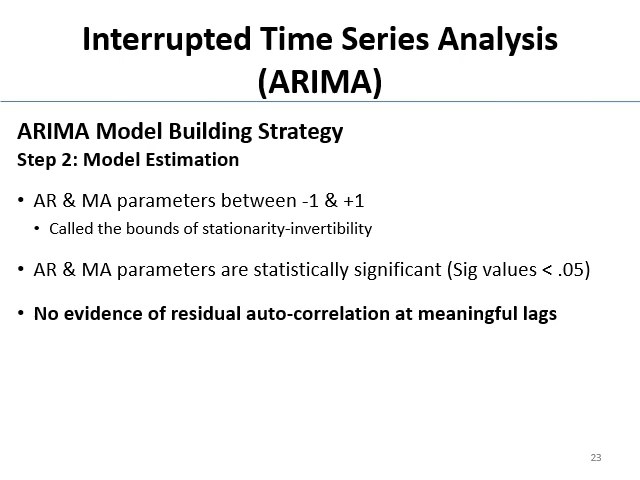 Interrupted Time Series Analysis
(ARIMA)
ARIMA Model Building Strategy
Step 2: Model Estimation
• AR & MA parameters between -1 & +1
• Called the bounds of stationarity-invertibility
• AR & MA parameters are statistically significant (Sig values < .05)
• No evidence of residual auto-correlation at meaningful lags
23